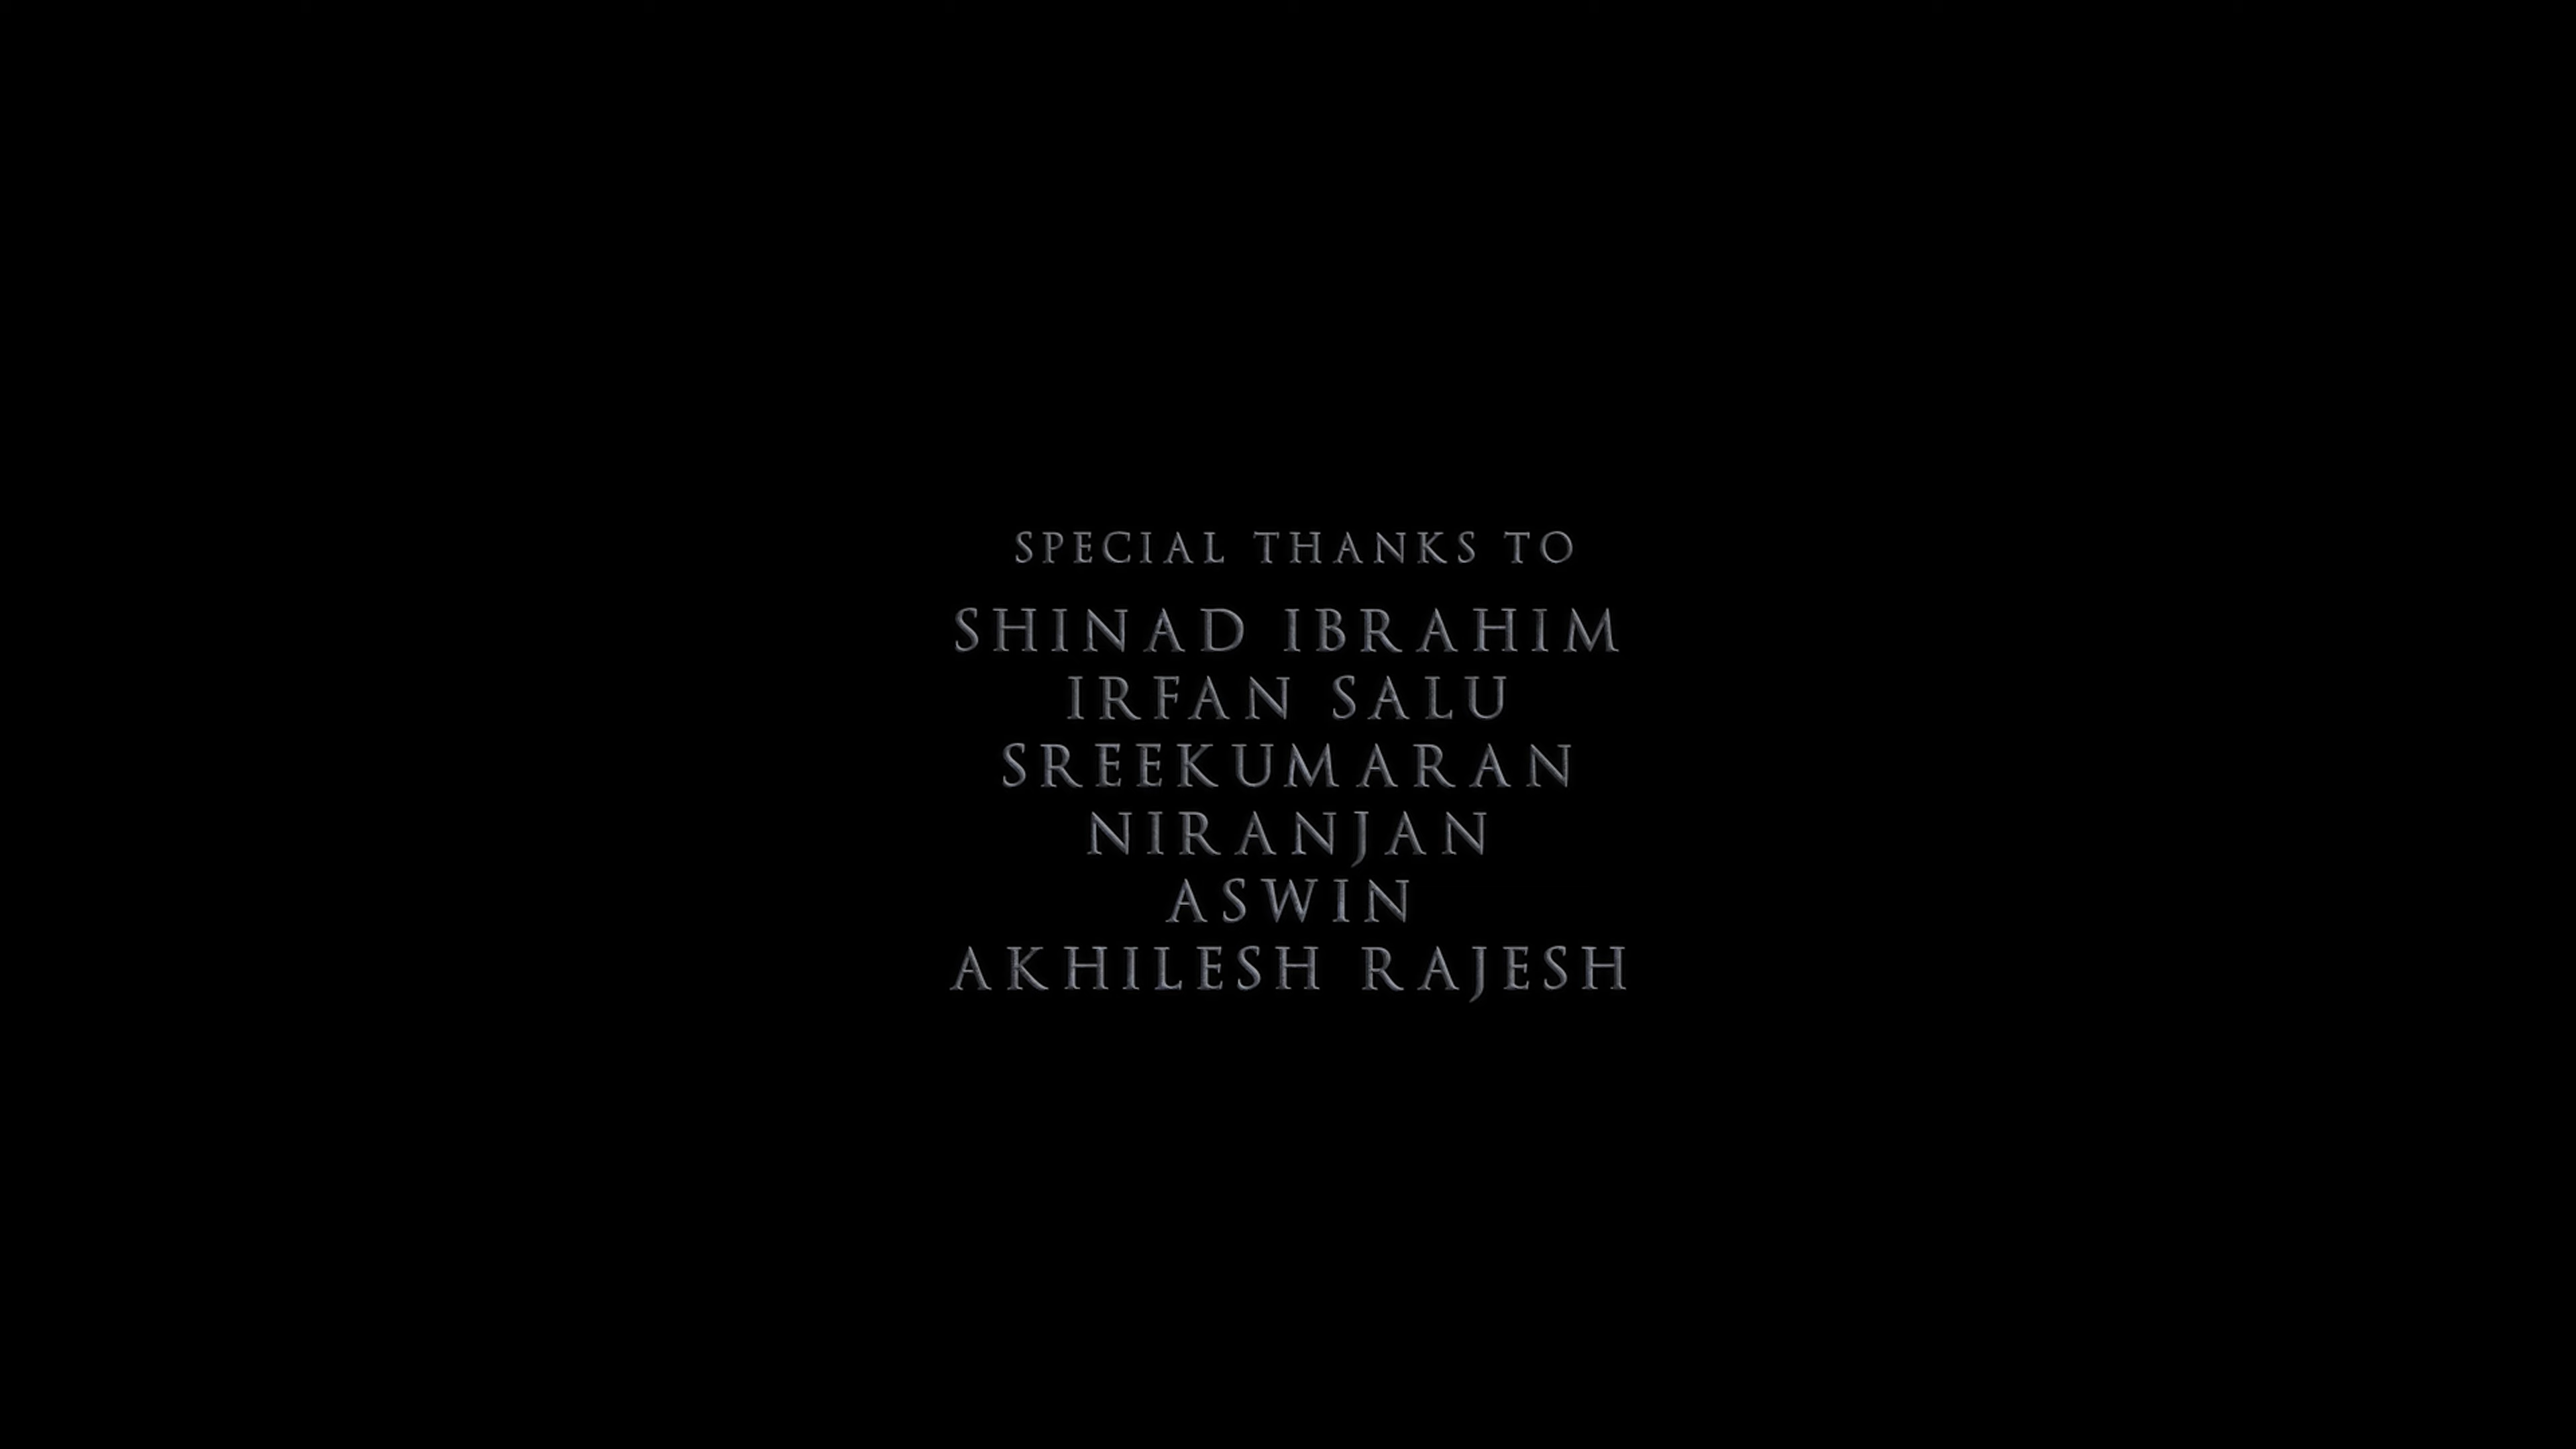 SPECIAL THANKS TO
SHINAD IBRAHIM
IRFAN SALU
SREEKUMARAN
NIRANJAN
ASWIN
AKHILESH RAJESH